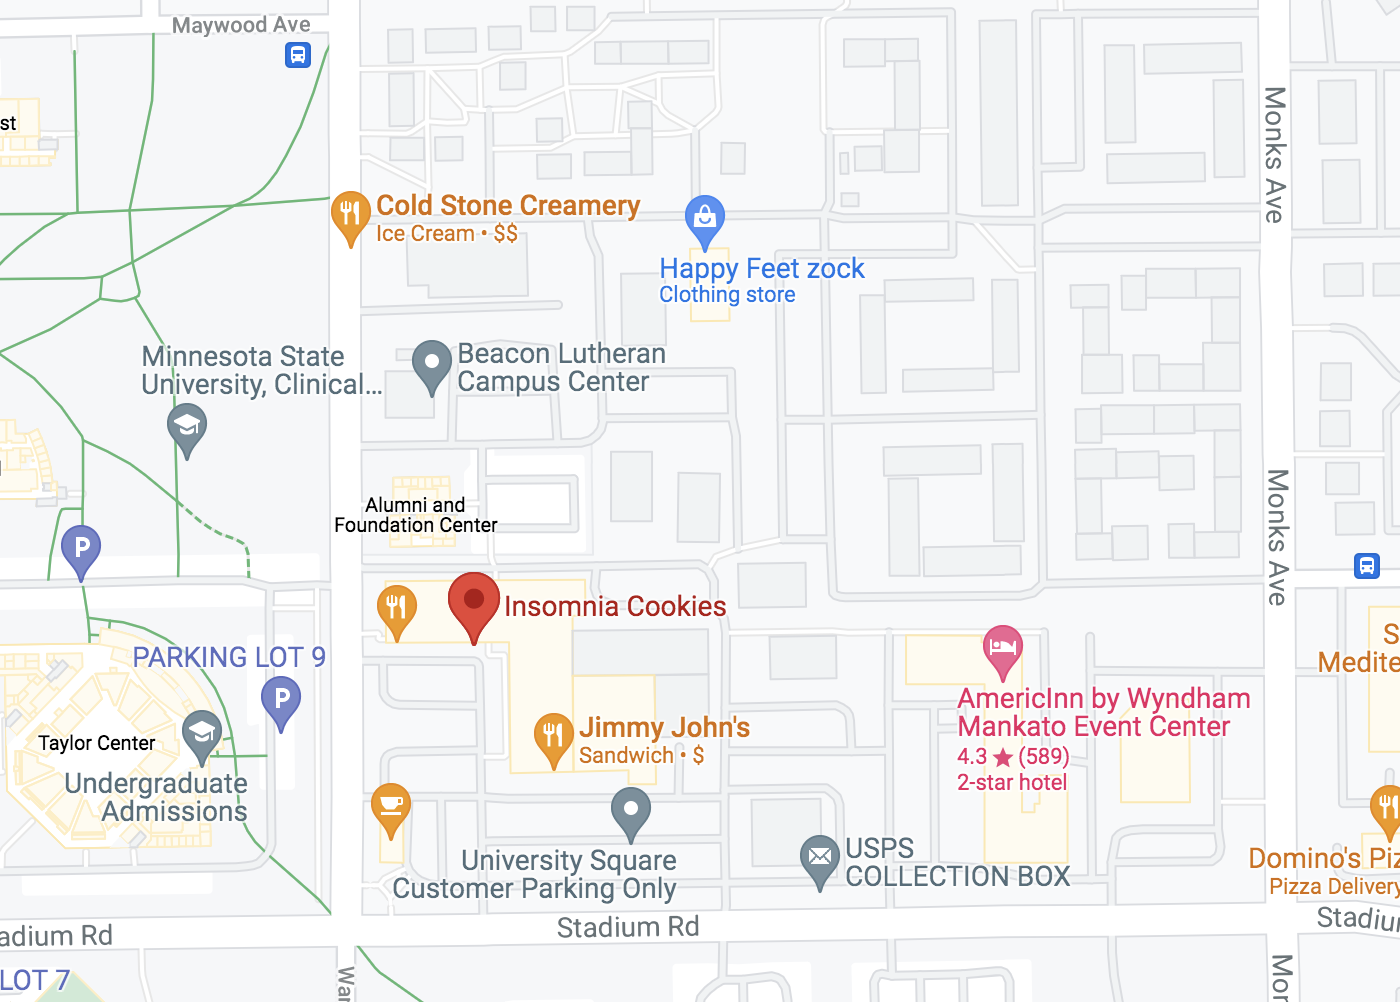 Maywood Ave
st
Monks Ave
Cold Stone Creamery
Ice Cream • $$
Happy Feet zock
Clothing store
Minnesota State
University, Clinical...
Beacon Lutheran
Campus Center
Alumni and
Foundation Center
Monks Ave
P
Insomnia Cookies
PARKING LOT 9
P
S
Medite
AmericInn by Wyndham
Mankato Event Center
4.3 ★ (589)
2-star hotel
Jimmy John's
Sandwich • $
Taylor Center
Undergraduate
Admissions
University Square
Customer Parking Only
USPS
COLLECTION BOX
Domino's Piz
Pizza Delivery
Stadium Rd
Stadiu
adium Rd
LOT 7
War
Mor